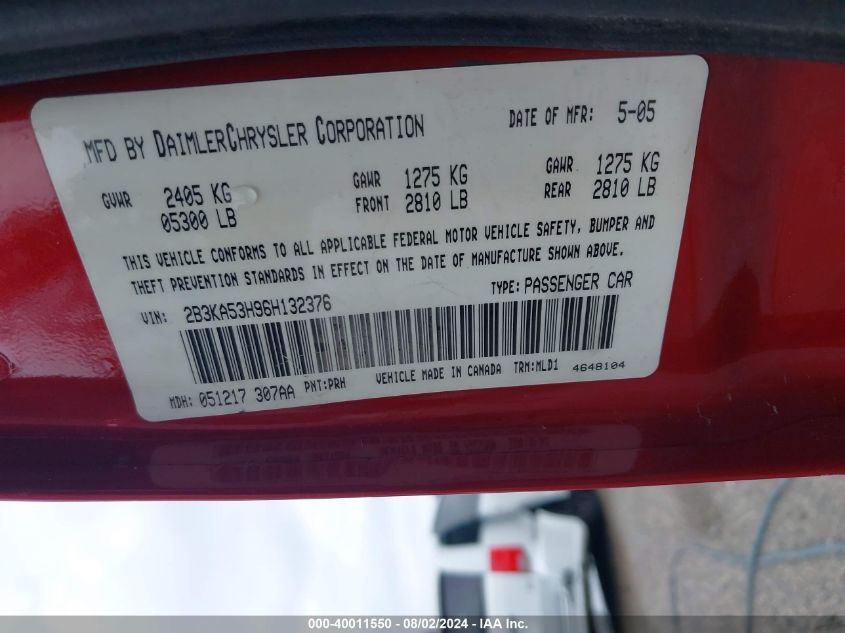 MFD BY DAIMLERCHRYSLER CORPORATION DATE OF MFR: 5-05
GVWR 2405 KG GAWR 1275 KG GAWR 1275 KG
05300 LB FRONT 2810 LB REAR 2810 LB
THIS VEHICLE CONFORMS TO ALL APPLICABLE FEDERAL MOTOR VEHICLE SAFETY, BUMPER AND
THEFT PREVENTION STANDARDS IN EFFECT ON THE DATE OF MANUFACTURE SHOWN ABOVE.
VIN: 2B3KA53H96H132376 TYPE: PASSENGER CAR
MDH: 051217 307AA PNT:PRH VEHICLE MADE IN CANADA TRM:MLD1 4648104
000-40011550 - 08/02/2024 - IAA Inc.